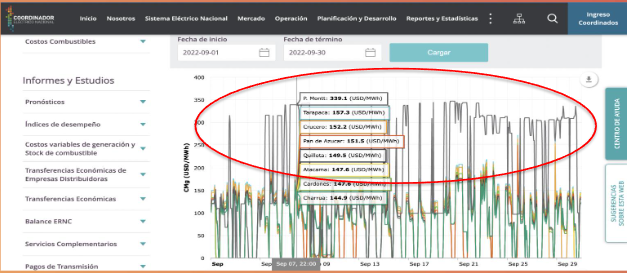 COORDINADOR
ELÉCTRICO NACIONAL
Inicio Nosotros Sistema Eléctrico Nacional Mercado Operación Planificación y Desarrollo Reportes y Estadísticas
Ingreso
Coordinados
Costos Combustibles
Fecha de inicio Fecha de término
2022-09-01 2022-09-30 Cargar
Informes y Estudios
Pronósticos
Índices de desempeño
Costos variables de generación y
Stock de combustible
Transferencias Económicas de
Empresas Distribuidoras
Transferencias Económicas
Balance ERNC
Servicios Complementarios
Pagos de Transmisión
CMg (USD/MWh)
400
350
300
250
200
150
100
50
0
P. Montt: 339.1 (USD/MWh)
Tarapaca: 157.3 (USD/MWh)
Crucero: 152.2 (USD/MWh)
Pan de Azucar: 151.5 (USD/MWh)
Quillota: 149.5 (USD/MWh)
Atacama: 147.6 (USD/MWh)
Cardones: 147.6 (USD/MWh)
Charrua: 144.9 (USD/MWh)
Sep Sep 07, 22:00 09 Sep 13 Sep 17 Sep 21 Sep 25 Sep 29
CENTRO DE AYUDA
SUGERENCIAS
SOBRE ESTA WEB